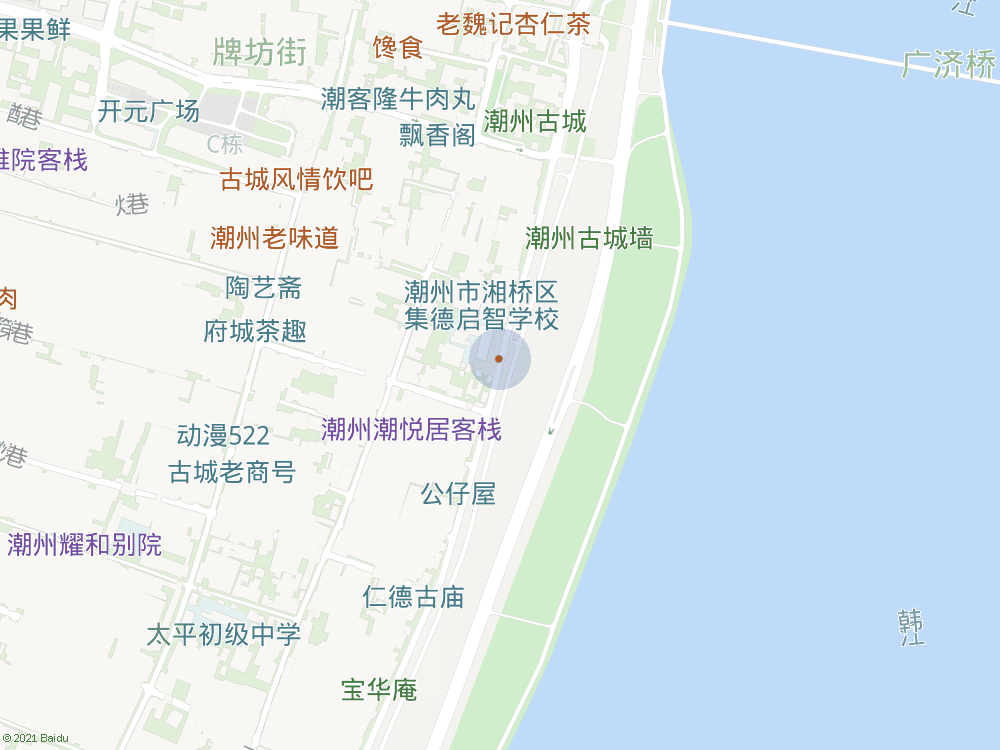 老魏记杏仁茶
江
果果鲜
馋食
牌坊街
广济桥
潮客隆牛肉丸
开元广场
潮州古城
飘香阁
C栋
雅院客栈
古城风情饮吧
巷
潮州老味道
潮州古城墙
陶艺斋
潮州市湘桥区
集德启智学校
肉
巷
府城茶趣
潮州潮悦居客栈
动漫522
巷
古城老商号
公仔屋
潮州耀和别院
仁德古庙
韩
江
太平初级中学
宝华庵
© 2021 Baidu